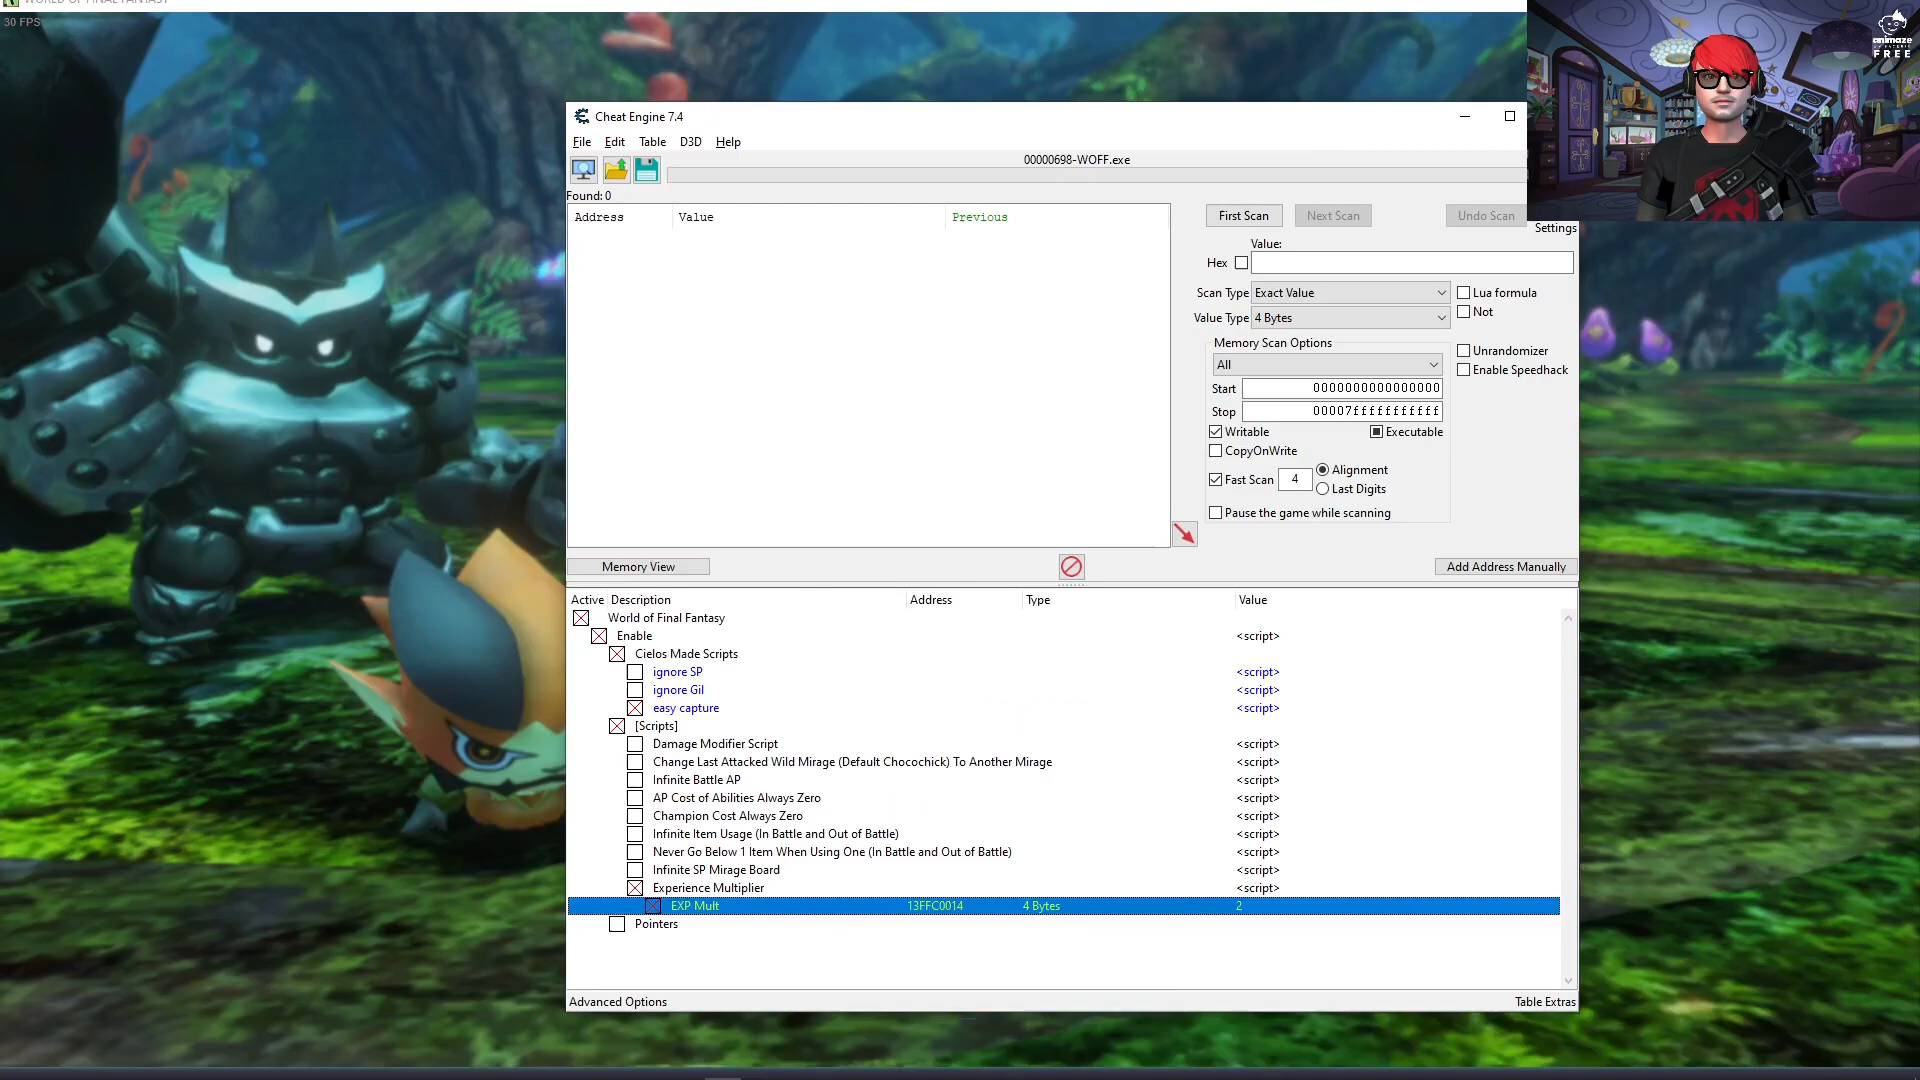 WORLD OF FINAL FANTASY
30 FPS
animaze
FREE
Cheat Engine 7.4
File Edit Table D3D Help
00000698-WOFF.exe
Found: 0
Address Value Previous
First Scan Next Scan Undo Scan
Settings
Value:
Hex
Scan Type Exact Value Lua formula
Not
Value Type 4 Bytes
Memory Scan Options
All
Unrandomizer
Enable Speedhack
Start 0000000000000000
Stop 00007fffffffffff
Writable Executable
CopyOnWrite
Fast Scan 4 Alignment
Last Digits
Pause the game while scanning
Memory View Add Address Manually
Active Description Address Type Value
World of Final Fantasy
Enable <script>
Cielos Made Scripts
ignore SP <script>
ignore Gil <script>
easy capture <script>
[Scripts]
Damage Modifier Script <script>
Change Last Attacked Wild Mirage (Default Chocochick) To Another Mirage <script>
Infinite Battle AP <script>
AP Cost of Abilities Always Zero <script>
Champion Cost Always Zero <script>
Infinite Item Usage (In Battle and Out of Battle) <script>
Never Go Below 1 Item When Using One (In Battle and Out of Battle) <script>
Infinite SP Mirage Board <script>
Experience Multiplier <script>
EXP Mult 13FFC0014 4 Bytes 2
Pointers
Advanced Options Table Extras